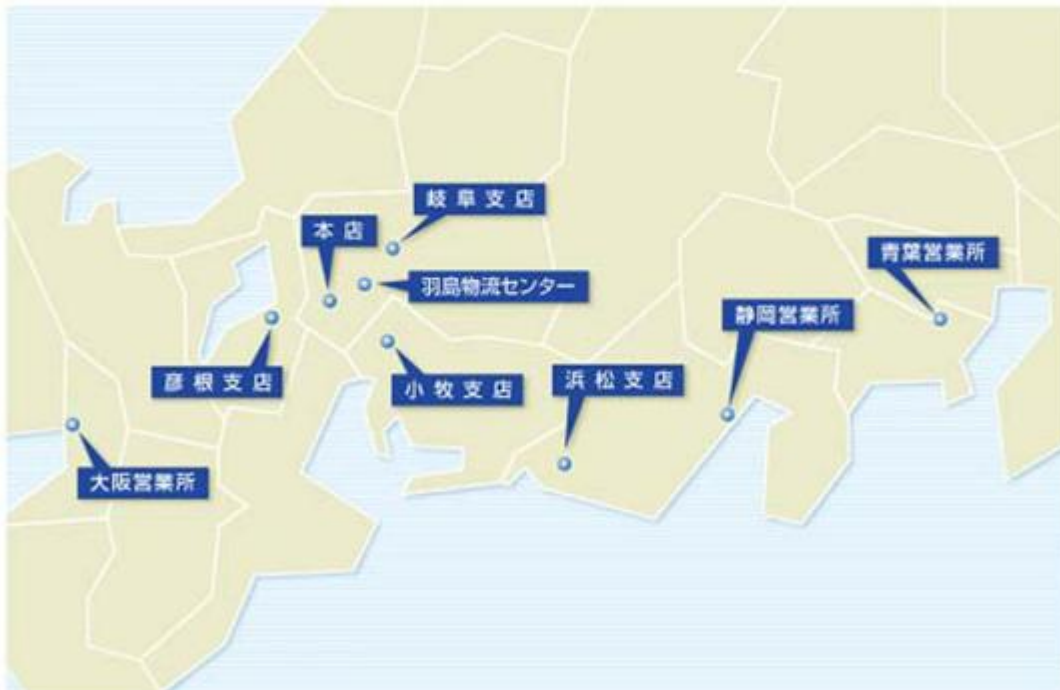 岐阜支店
本店
青葉営業所
羽島物流センター
静岡営業所
彦根支店
小牧支店
浜松支店
大阪営業所